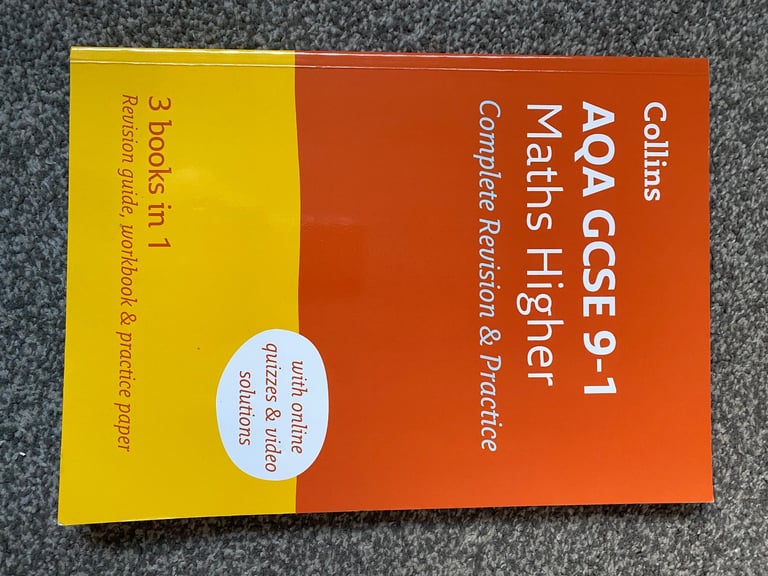 Collins
AQA GCSE 9-1
Maths Higher
Complete Revision & Practice
with online
quizzes & video
solutions
3 books in 1
Revision guide, workbook & practice paper